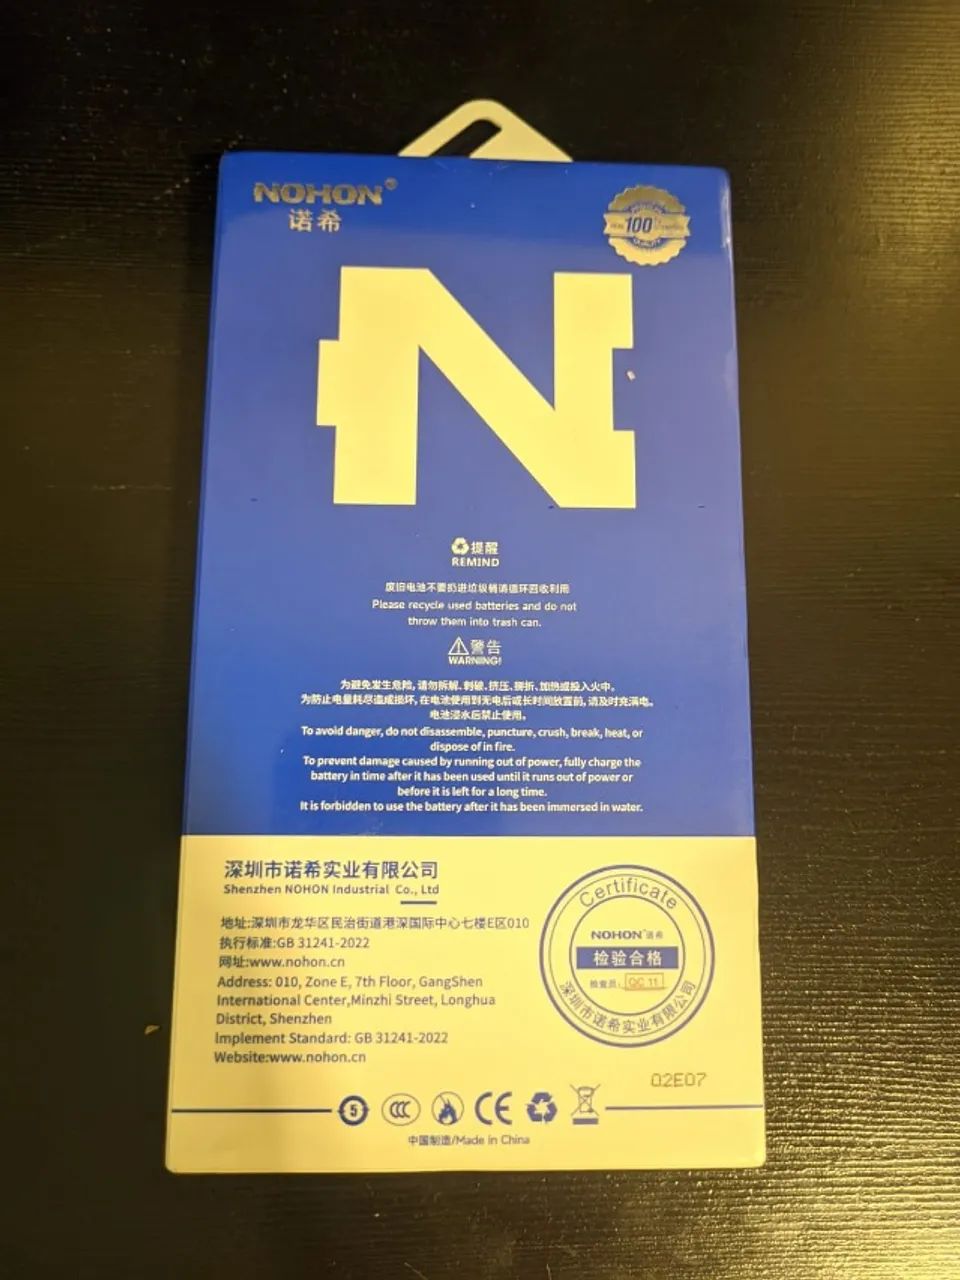 NOHON®
诺希
100%
QUALITY
N
提醒
REMIND
废旧电池不要扔进垃圾桶请循环回收利用
Please recycle used batteries and do not
throw them into trash can.
警告
WARNING!
为避免发生危险, 请勿拆解、刺破、挤压、弯折、加热或投入火中。
为防止电量耗尽造成损坏, 在电池使用到无电后或长时间放置前, 请及时充满电。
电池浸水后禁止使用。
To avoid danger, do not disassemble, puncture, crush, break, heat, or
dispose of in fire.
To prevent damage caused by running out of power, fully charge the
battery in time after it has been used until it runs out of power or
before it is left for a long time.
It is forbidden to use the battery after it has been immersed in water.
深圳市诺希实业有限公司
Shenzhen NOHON Industrial Co., Ltd
地址:深圳市龙华区民治街道港深国际中心七楼E区010
执行标准:GB 31241-2022
网址:www.nohon.cn
Address: 010, Zone E, 7th Floor, GangShen
International Center,Minzhi Street, Longhua
District, Shenzhen
Implement Standard: GB 31241-2022
Website:www.nohon.cn
Certificate
NOHON 诺希
检验合格
检查员: QC 11
深圳市诺希实业有限公司
02E07
5
CCC
CE
中国制造/Made in China